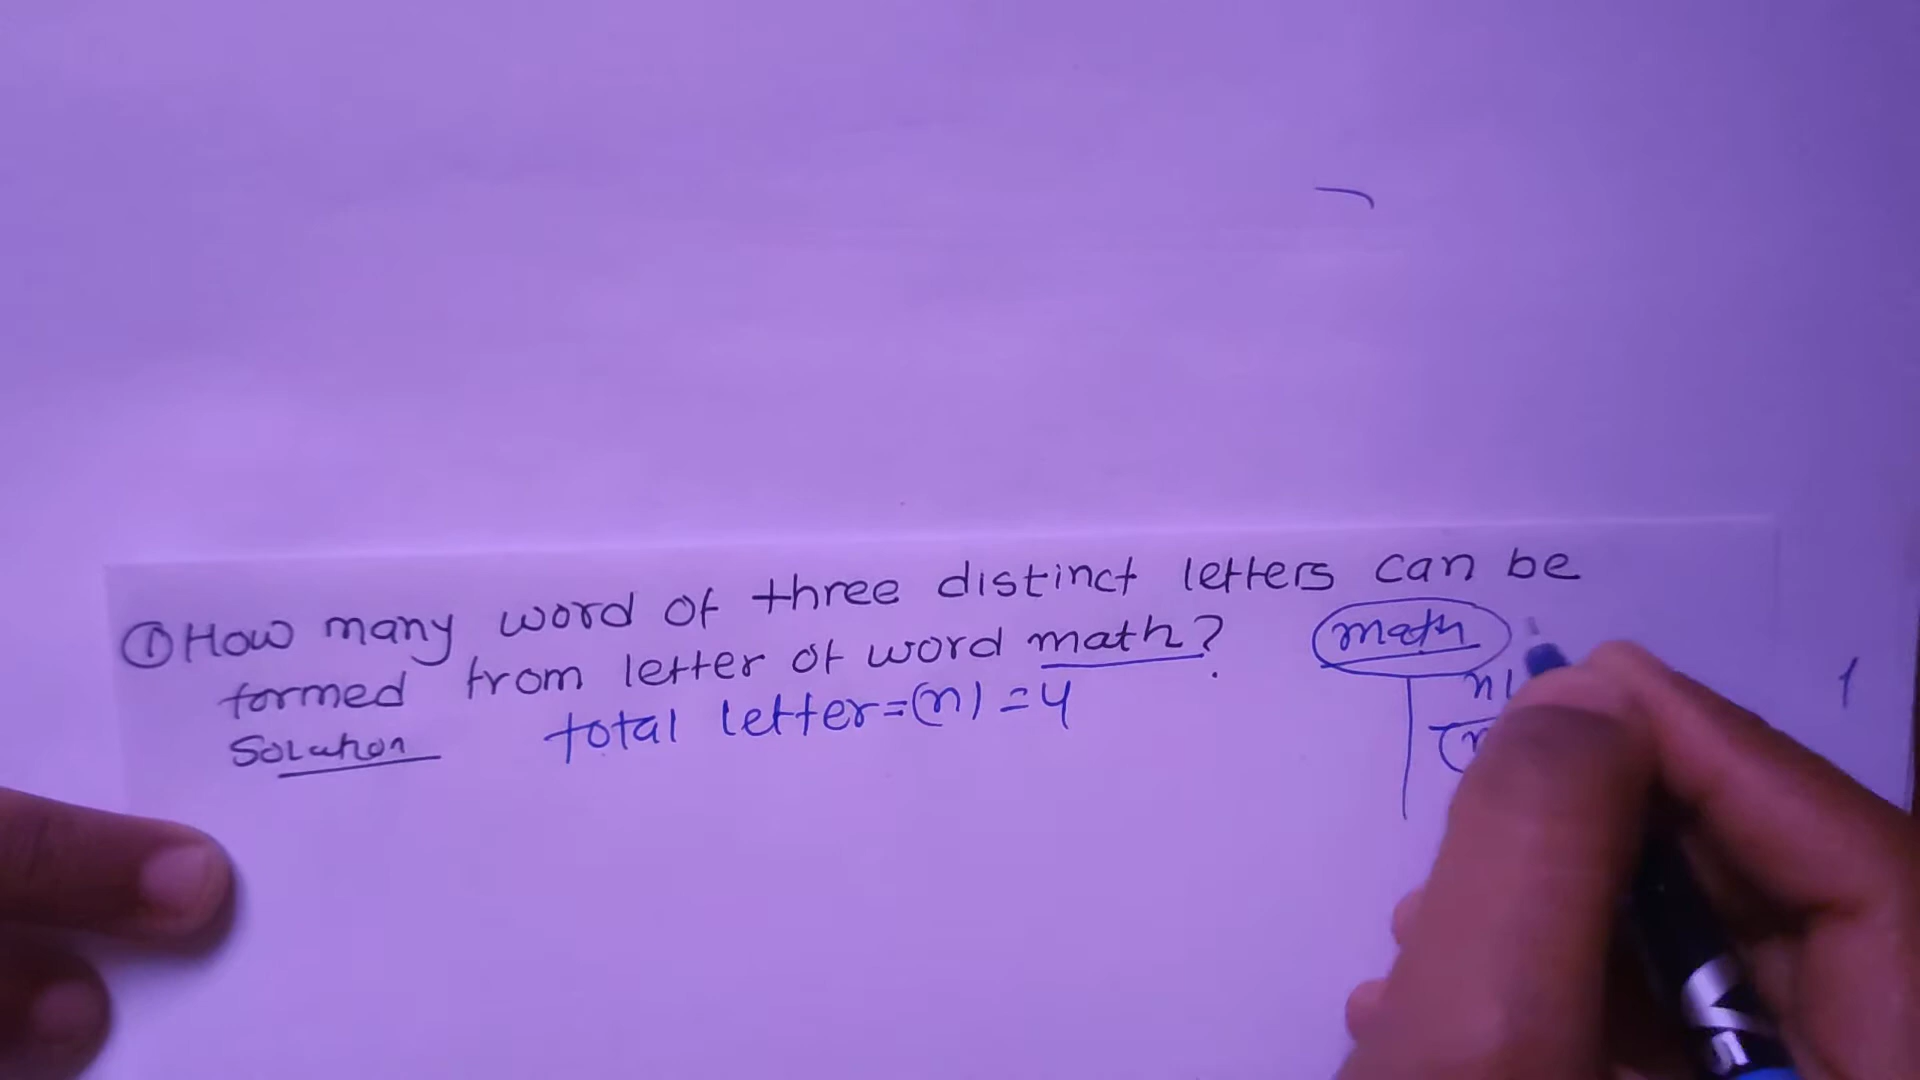 ① How many word of three distinct letters can be
formed from letter of word math?
math
Solution total letter=(n) = 4
n!
(n